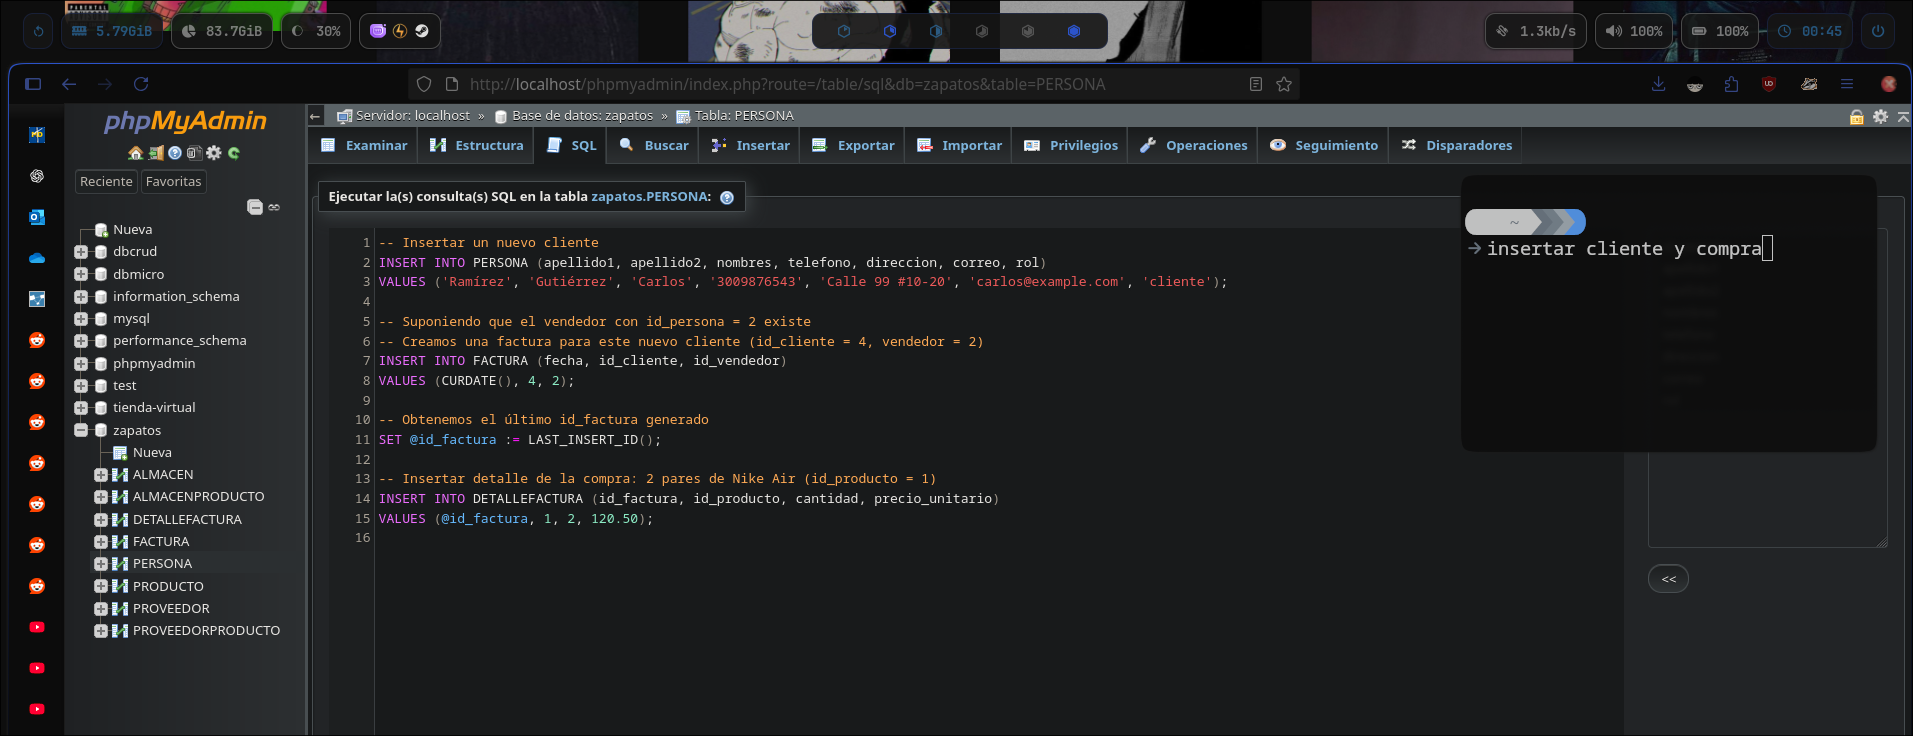 5.79GiB
83.7GiB
30%
1.3kb/s
100%
100%
00:45
http://localhost/phpmyadmin/index.php?route=/table/sql&db=zapatos&table=PERSONA
phpMyAdmin
Reciente
Favoritas
Nueva
dbcrud
dbmicro
information_schema
mysql
performance_schema
phpmyadmin
test
tienda-virtual
zapatos
Nueva
ALMACEN
ALMACENPRODUCTO
DETALLEFACTURA
FACTURA
PERSONA
PRODUCTO
PROVEEDOR
PROVEEDORPRODUCTO
Servidor: localhost » Base de datos: zapatos » Tabla: PERSONA
Examinar
Estructura
SQL
Buscar
Insertar
Exportar
Importar
Privilegios
Operaciones
Seguimiento
Disparadores
Ejecutar la(s) consulta(s) SQL en la tabla zapatos.PERSONA:
1 -- Insertar un nuevo cliente
2 INSERT INTO PERSONA (apellido1, apellido2, nombres, telefono, direccion, correo, rol)
3 VALUES ('Ramírez', 'Gutiérrez', 'Carlos', '3009876543', 'Calle 99 #10-20', 'carlos@example.com', 'cliente');
4
5 -- Suponiendo que el vendedor con id_persona = 2 existe
6 -- Creamos una factura para este nuevo cliente (id_cliente = 4, vendedor = 2)
7 INSERT INTO FACTURA (fecha, id_cliente, id_vendedor)
8 VALUES (CURDATE(), 4, 2);
9
10 -- Obtenemos el último id_factura generado
11 SET @id_factura := LAST_INSERT_ID();
12
13 -- Insertar detalle de la compra: 2 pares de Nike Air (id_producto = 1)
14 INSERT INTO DETALLEFACTURA (id_factura, id_producto, cantidad, precio_unitario)
15 VALUES (@id_factura, 1, 2, 120.50);
16
~
→ insertar cliente y compra
<<